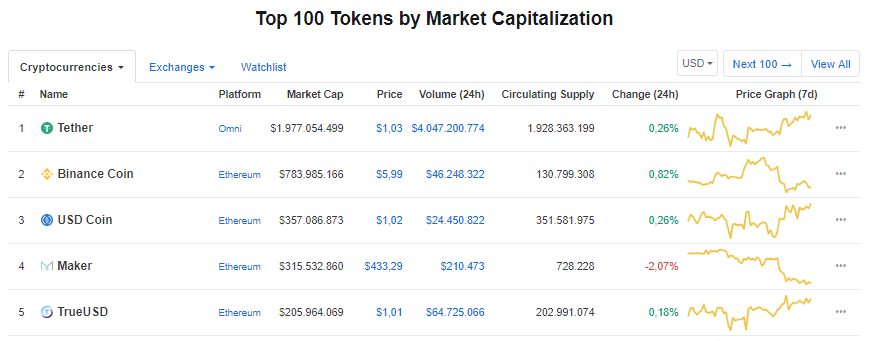 Top 100 Tokens by Market Capitalization
Cryptocurrencies Exchanges Watchlist USD Next 100 → View All
# Name Platform Market Cap Price Volume (24h) Circulating Supply Change (24h) Price Graph (7d)
1 Tether Omni $1.977.054.499 $1,03 $4.047.200.774 1.928.363.199 0,26%
2 Binance Coin Ethereum $783.985.166 $5,99 $46.248.322 130.799.308 0,82%
3 USD Coin Ethereum $357.086.873 $1,02 $24.450.822 351.581.975 0,26%
4 Maker Ethereum $315.532.860 $433,29 $210.473 728.228 -2,07%
5 TrueUSD Ethereum $205.964.069 $1,01 $64.725.066 202.991.074 0,18%